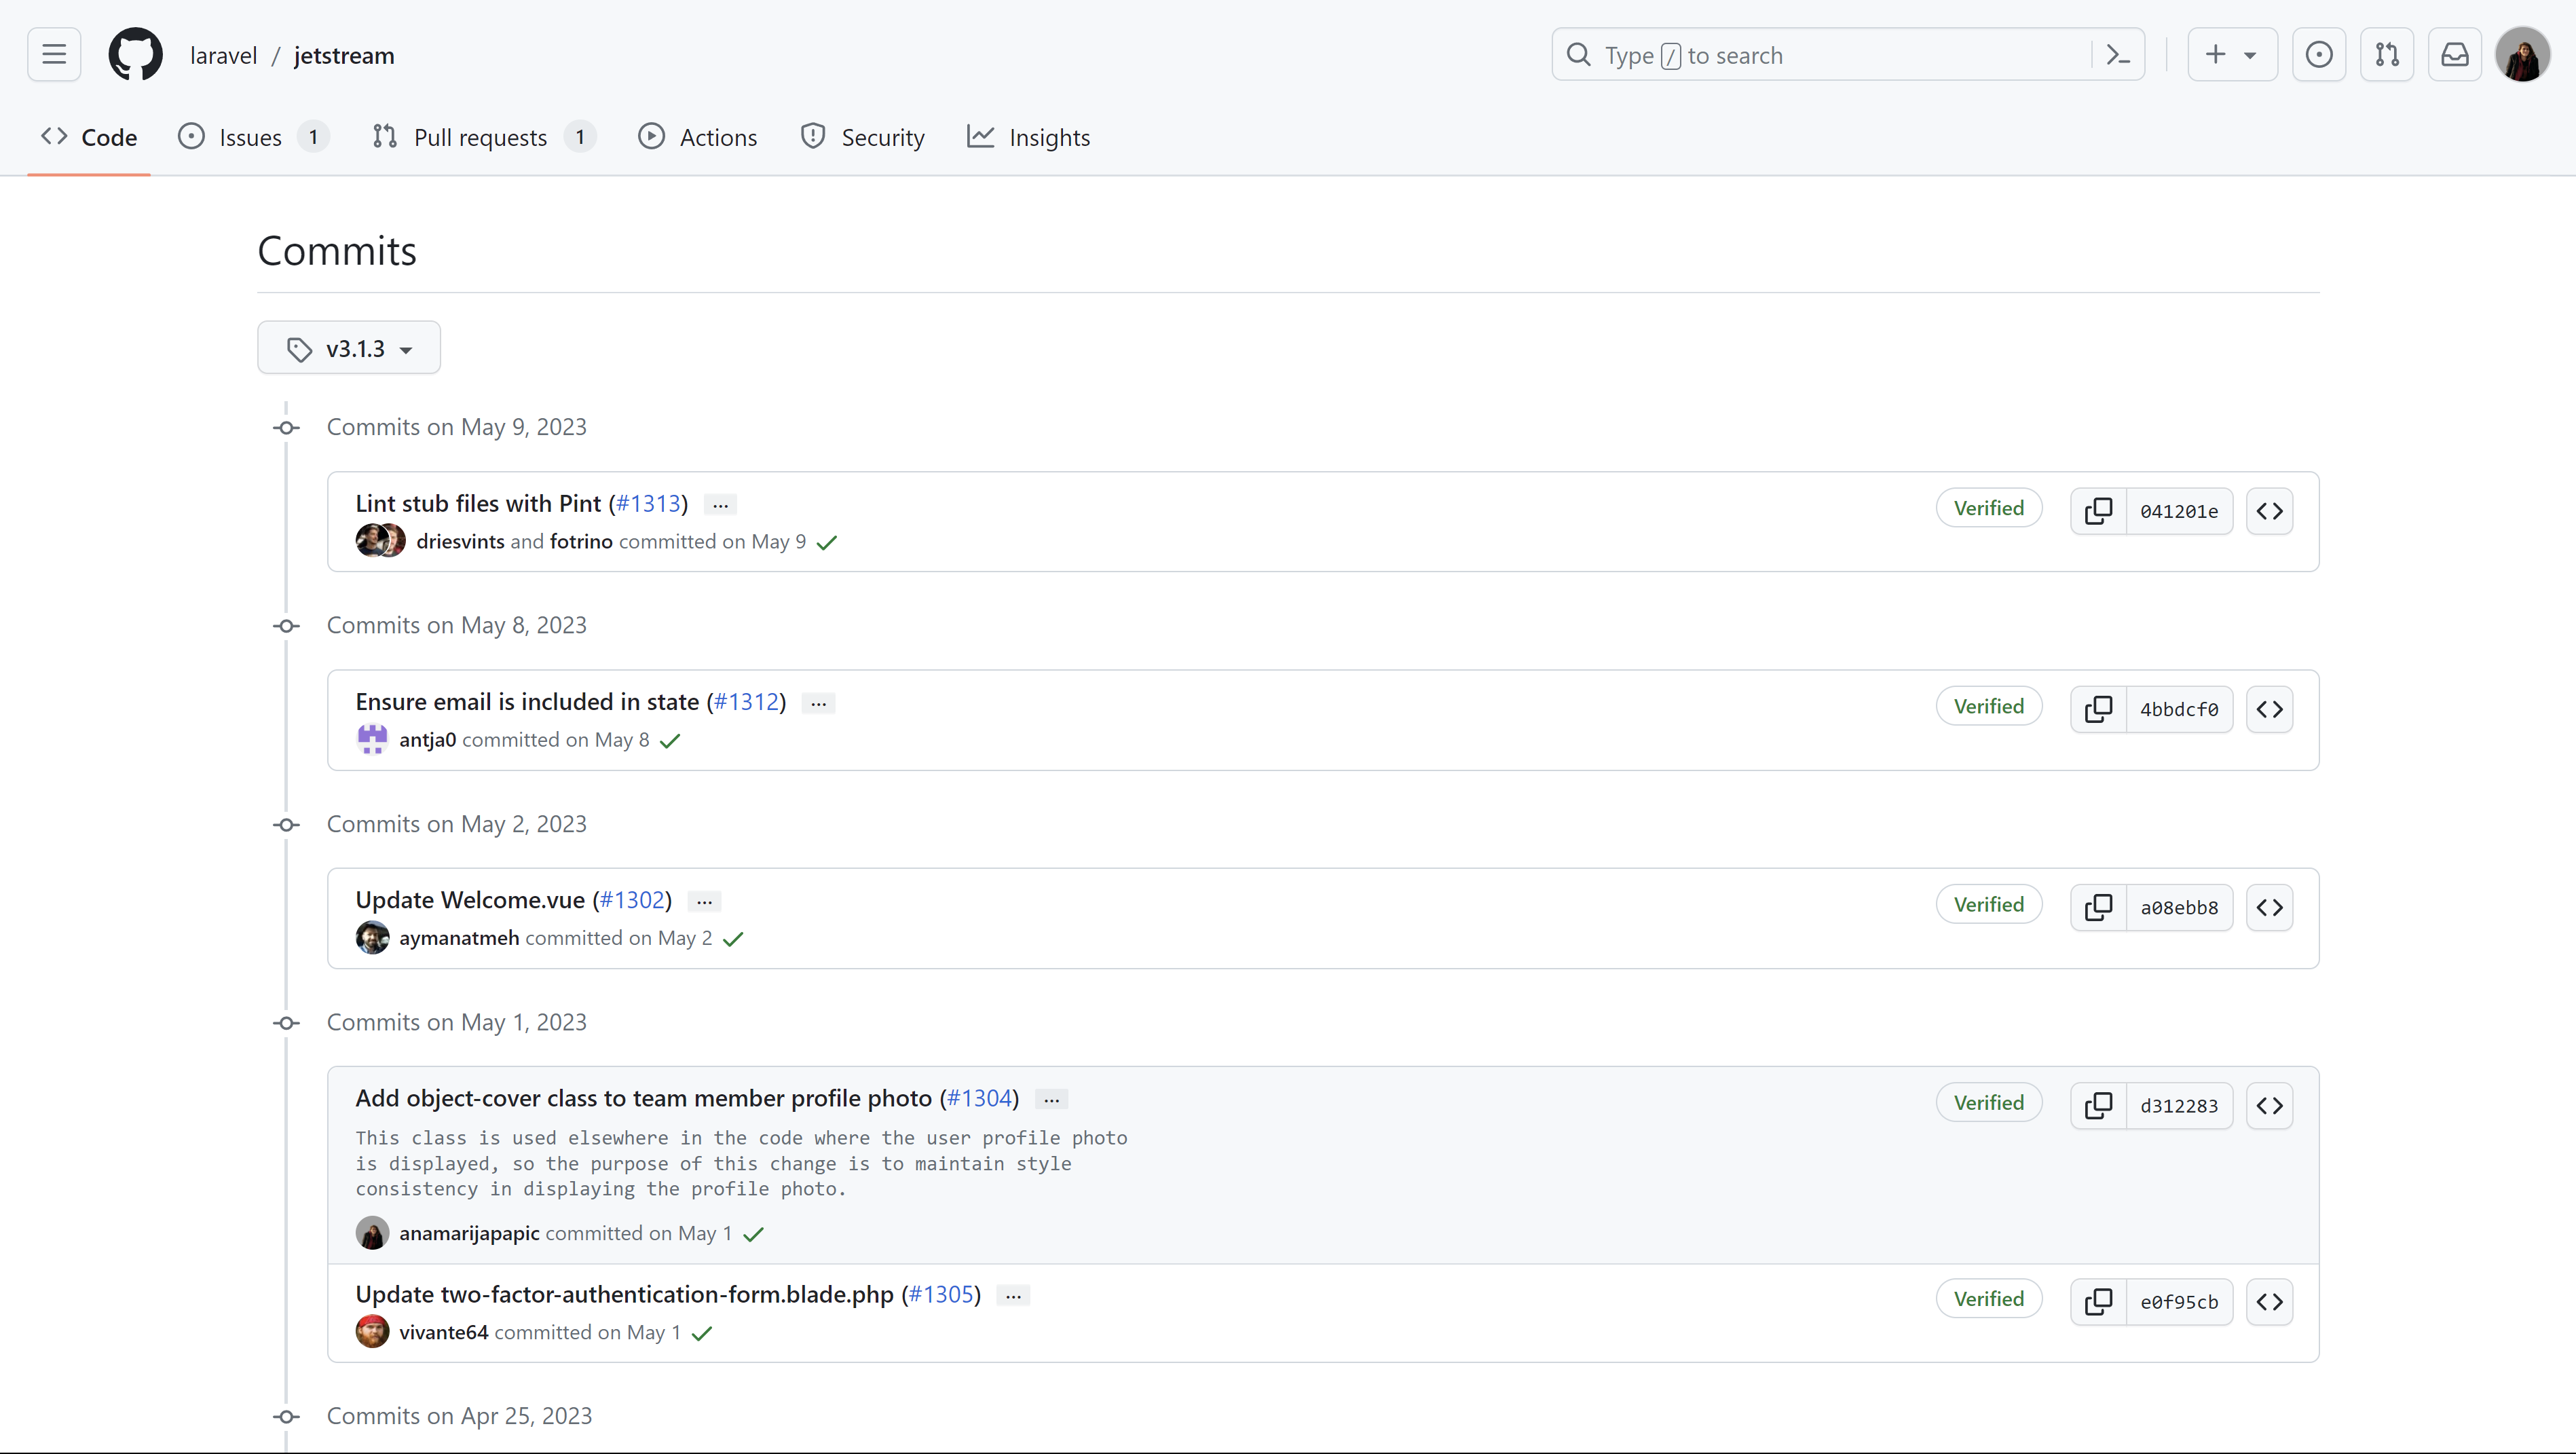 laravel / jetstream
Type / to search
Code
Issues 1
Pull requests 1
Actions
Security
Insights
Commits
v3.1.3
Commits on May 9, 2023
Lint stub files with Pint (#1313) ...
Verified
041201e
driesvints and fotrino committed on May 9
Commits on May 8, 2023
Ensure email is included in state (#1312) ...
Verified
4bbdcf0
antja0 committed on May 8
Commits on May 2, 2023
Update Welcome.vue (#1302) ...
Verified
a08ebb8
aymanatmeh committed on May 2
Commits on May 1, 2023
Add object-cover class to team member profile photo (#1304) ...
Verified
d312283
This class is used elsewhere in the code where the user profile photo
is displayed, so the purpose of this change is to maintain style
consistency in displaying the profile photo.
anamarijapapic committed on May 1
Update two-factor-authentication-form.blade.php (#1305) ...
Verified
e0f95cb
vivante64 committed on May 1
Commits on Apr 25, 2023